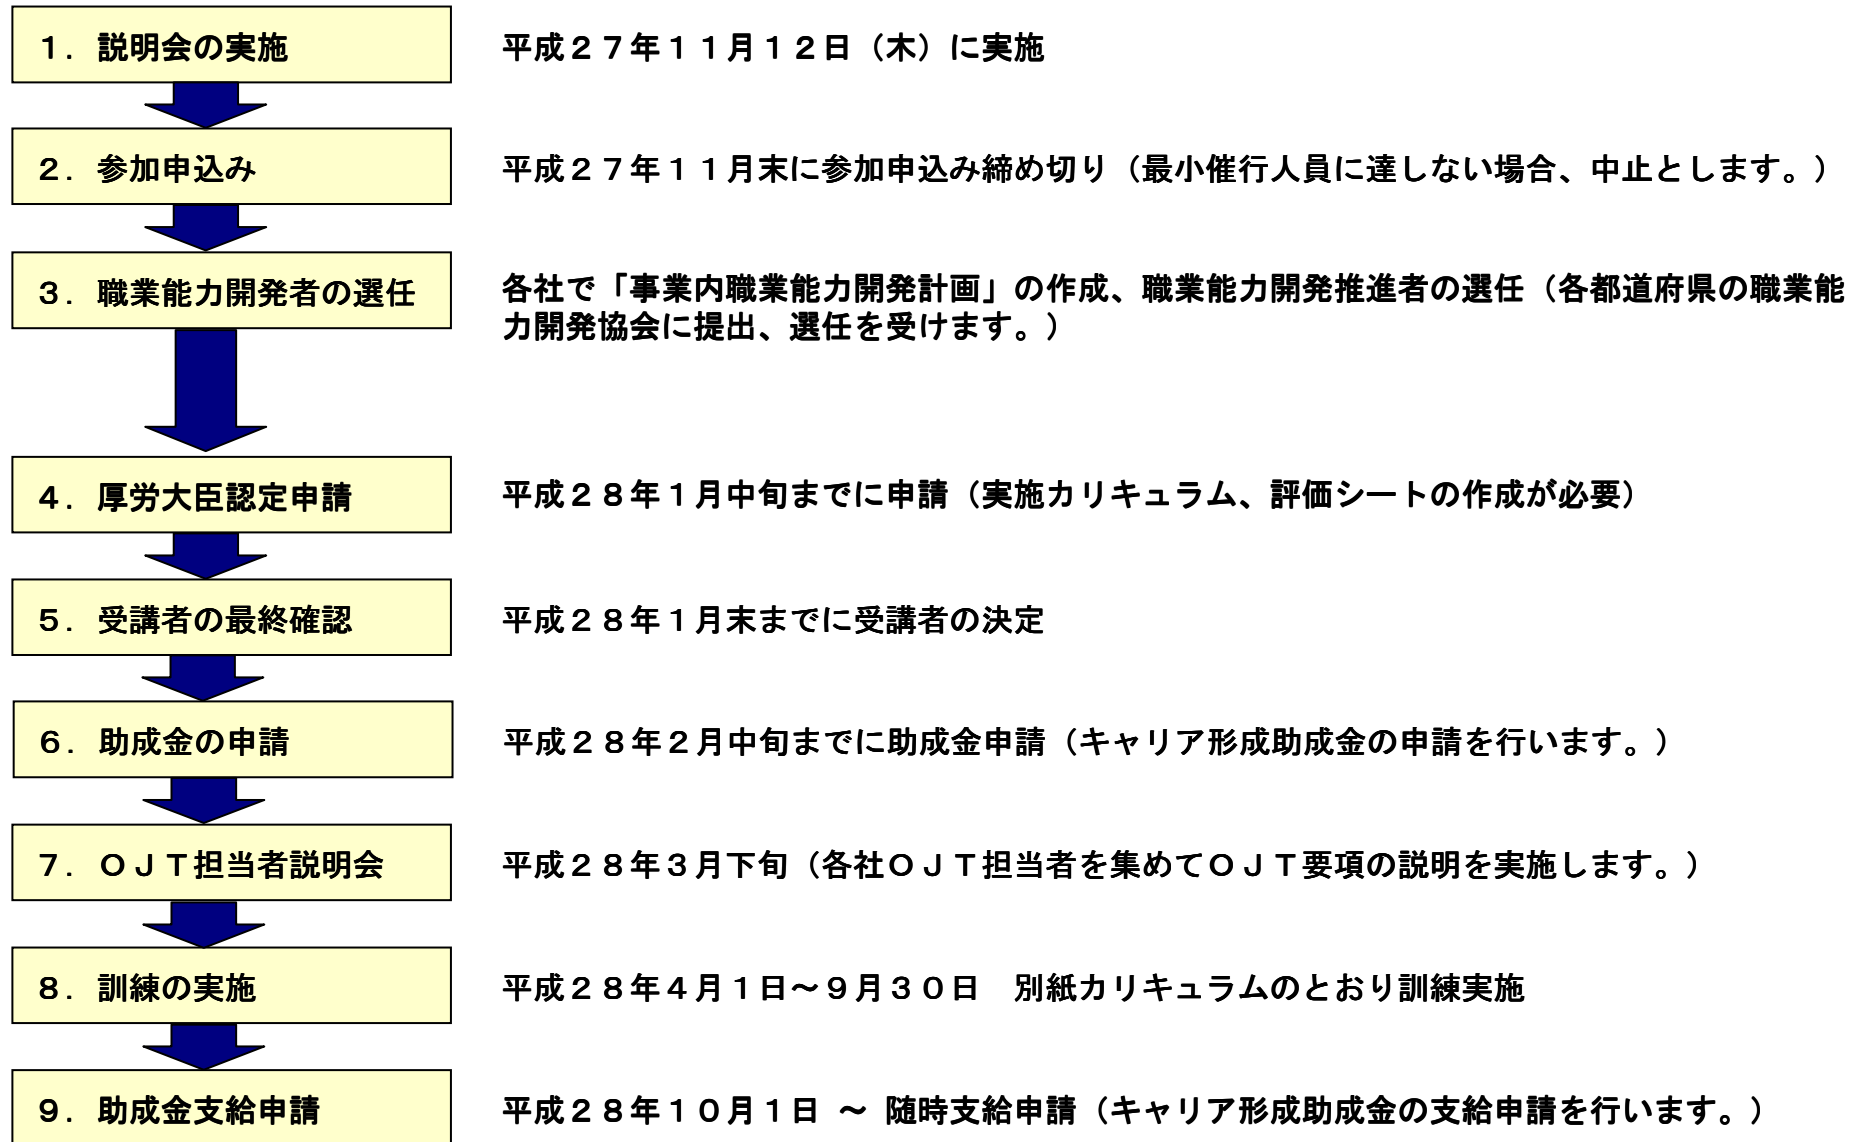 １．説明会の実施
平成２７年１１月１２日（木）に実施
２．参加申込み
平成２７年１１月末に参加申込み締め切り（最小催行人員に達しない場合、中止とします。）
３．職業能力開発者の選任
各社で「事業内職業能力開発計画」の作成、職業能力開発推進者の選任（各都道府県の職業能
力開発協会に提出、選任を受けます。）
４．厚労大臣認定申請
平成２８年１月中旬までに申請（実施カリキュラム、評価シートの作成が必要）
５．受講者の最終確認
平成２８年１月末までに受講者の決定
６．助成金の申請
平成２８年２月中旬までに助成金申請（キャリア形成助成金の申請を行います。）
７．ＯＪＴ担当者説明会
平成２８年３月下旬（各社ＯＪＴ担当者を集めてＯＪＴ要項の説明を実施します。）
８．訓練の実施
平成２８年４月１日～９月３０日　別紙カリキュラムのとおり訓練実施
９．助成金支給申請
平成２８年１０月１日 ～ 随時支給申請（キャリア形成助成金の支給申請を行います。）